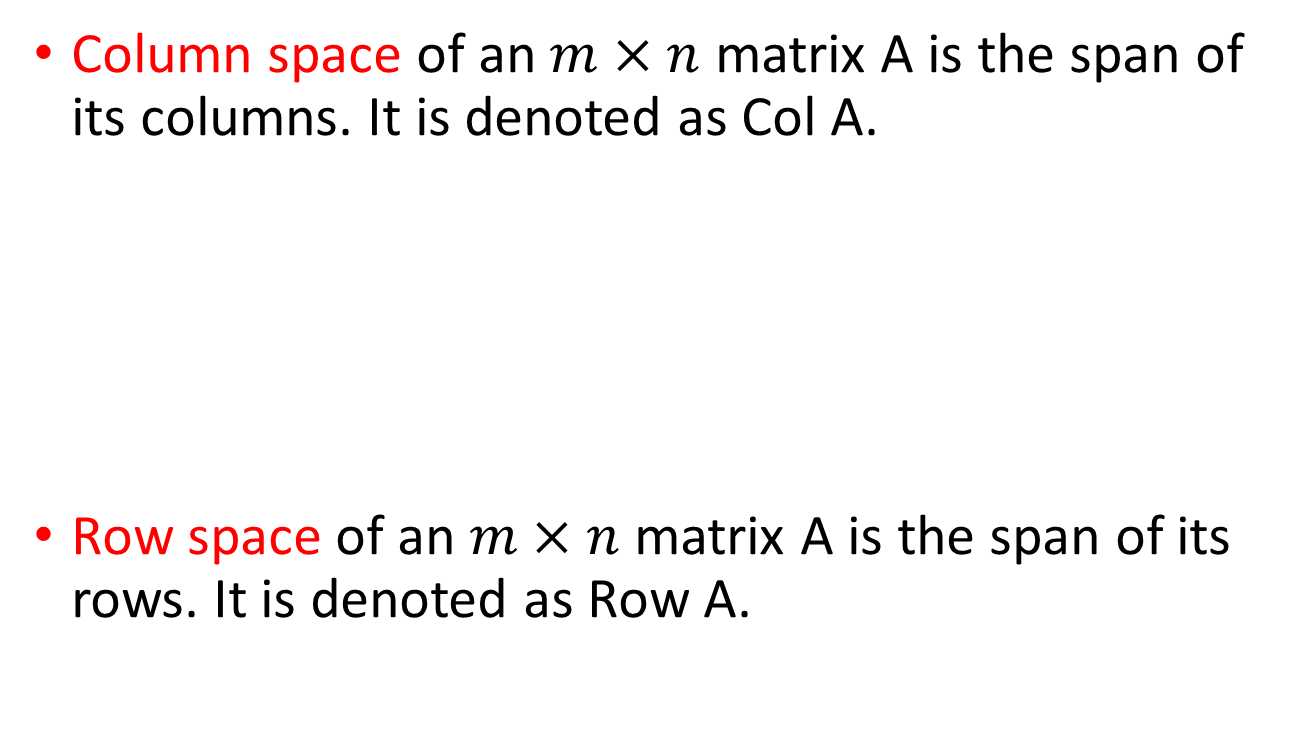 • Column space of an 𝑚 × 𝑛 matrix A is the span of
its columns. It is denoted as Col A.
• Row space of an 𝑚 × 𝑛 matrix A is the span of its
rows. It is denoted as Row A.